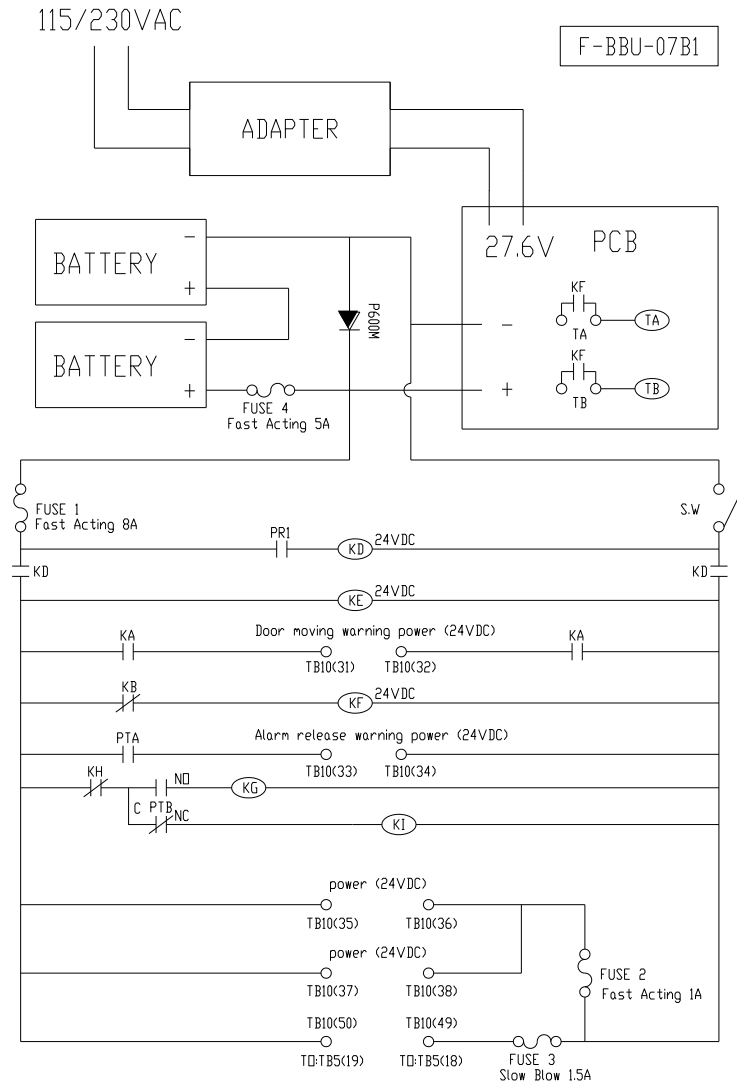 115/230VAC
F-BBU-07B1
ADAPTER
27.6V PCB
BATTERY
-
+
BATTERY
-
+
P600M
KF
TA
TA
KF
TB
TB
-
+
FUSE 4
Fast Acting 5A
FUSE 1
Fast Acting 8A
S.W
PR1
KD
24VDC
KD
KD
KE
24VDC
Door moving warning power (24VDC)
KA
KA
TB10(31)
TB10(32)
KB
KF
24VDC
Alarm release warning power (24VDC)
PTA
TB10(33)
TB10(34)
KH
NO
KG
C PTB
NC
KI
power (24VDC)
TB10(35)
TB10(36)
power (24VDC)
TB10(37)
TB10(38)
FUSE 2
Fast Acting 1A
TB10(50)
TB10(49)
TO:TB5(19)
TO:TB5(18)
FUSE 3
Slow Blow 1.5A